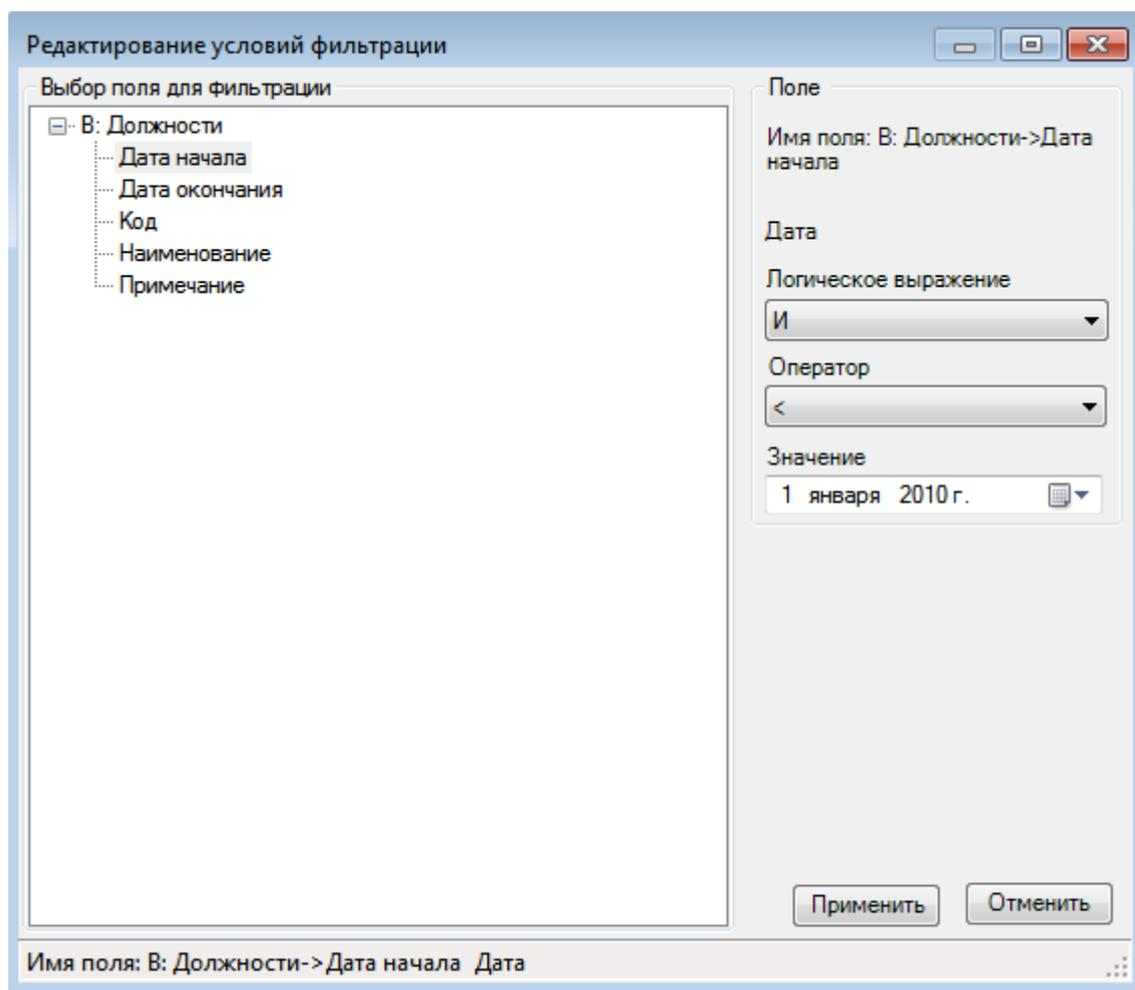 Редактирование условий фильтрации
Выбор поля для фильтрации
В: Должности
Дата начала
Дата окончания
Код
Наименование
Примечание
Поле
Имя поля: В: Должности->Дата
начала
Дата
Логическое выражение
И
Оператор
<
Значение
1 января 2010 г.
Применить
Отменить
Имя поля: В: Должности->Дата начала Дата